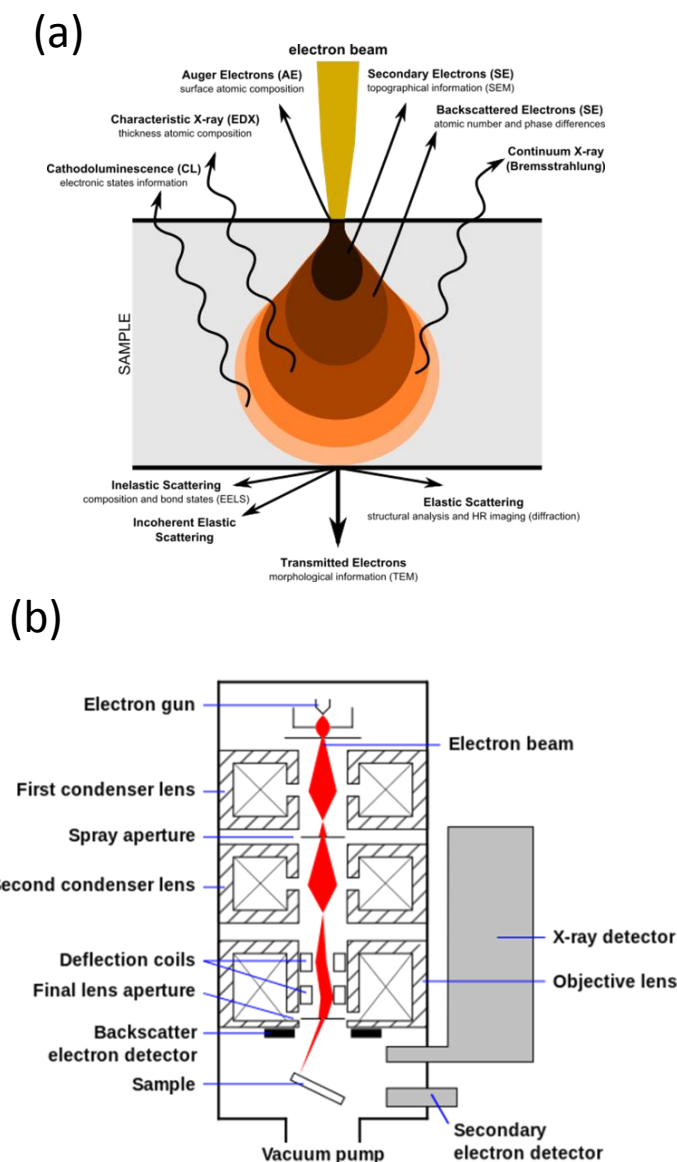 (a)
electron beam
Auger Electrons (AE)
surface atomic composition
Secondary Electrons (SE)
topographical information (SEM)
Characteristic X-ray (EDX)
thickness atomic composition
Backscattered Electrons (SE)
atomic number and phase differences
Cathodoluminescence (CL)
electronic states information
Continuum X-ray
(Bremsstrahlung)
SAMPLE
Inelastic Scattering
composition and bond states (EELS)
Incoherent Elastic
Scattering
Elastic Scattering
structural analysis and HR imaging (diffraction)
Transmitted Electrons
morphological information (TEM)
(b)
Electron gun
Electron beam
First condenser lens
Spray aperture
Second condenser lens
X-ray detector
Deflection coils
Objective lens
Final lens aperture
Backscatter
electron detector
Sample
Secondary
electron detector
Vacuum pump